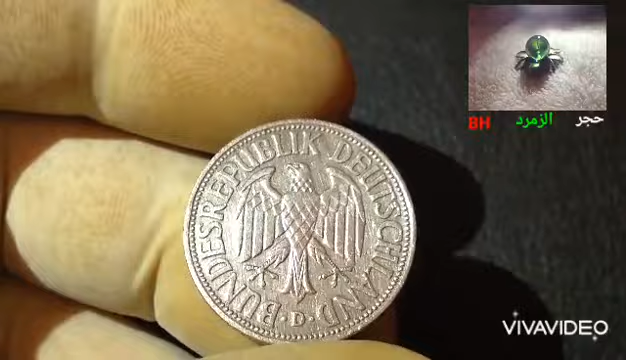 BUNDESREPUBLIK DEUTSCHLAND
· D ·
BH الزمرد حجر
VIVAVIDEO